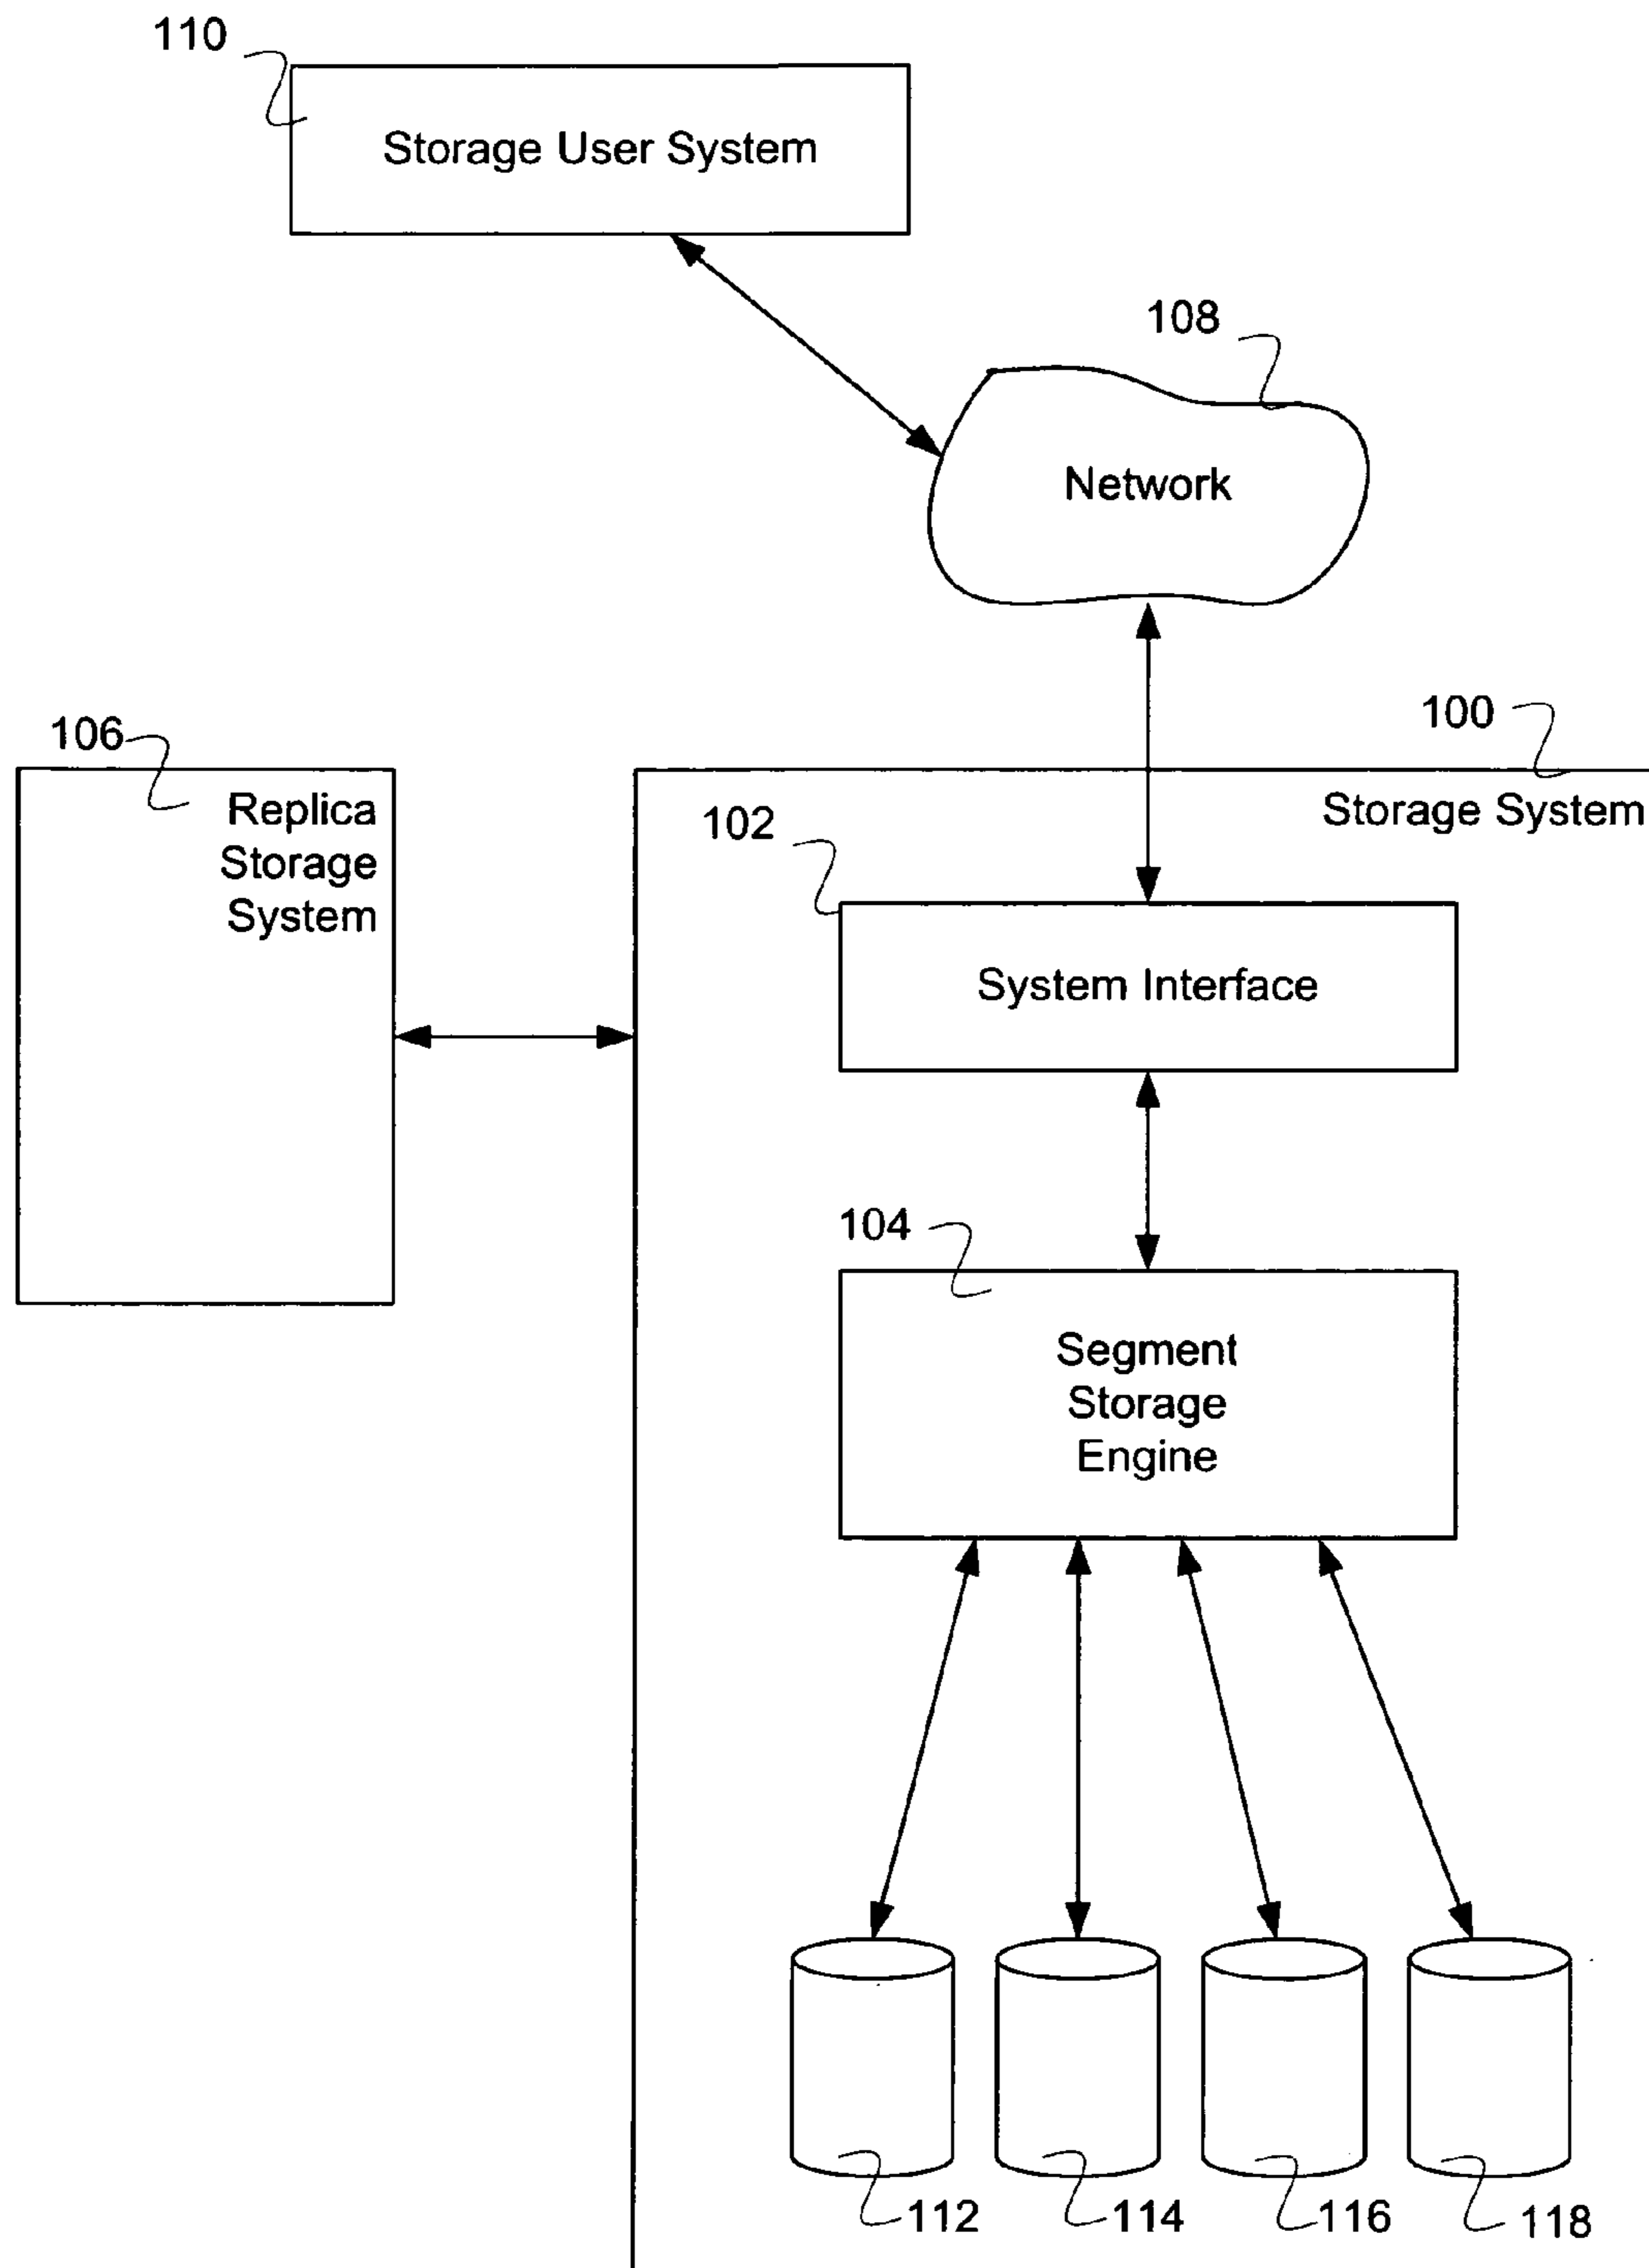 110
Storage User System
108
Network
100
Storage System
106
Replica
Storage
System
102
System Interface
104
Segment
Storage
Engine
112
114
116
118